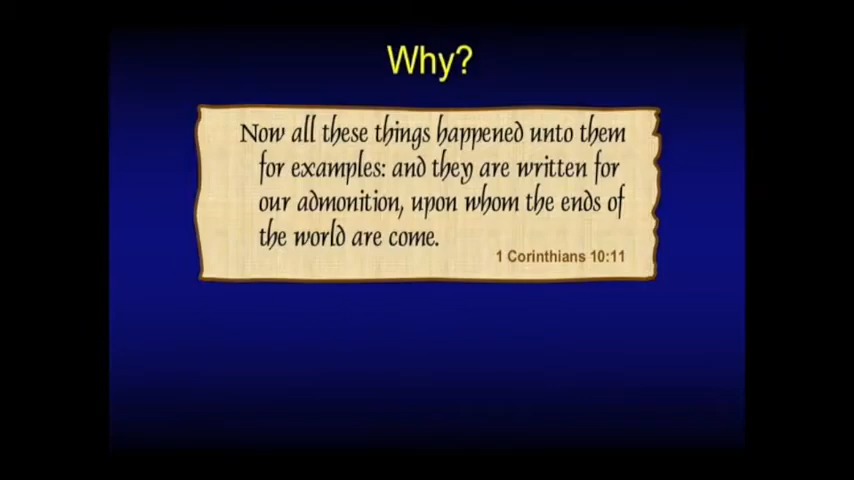 Why?
Now all these things happened unto them
for examples: and they are written for
our admonition, upon whom the ends of
the world are come.
1 Corinthians 10:11